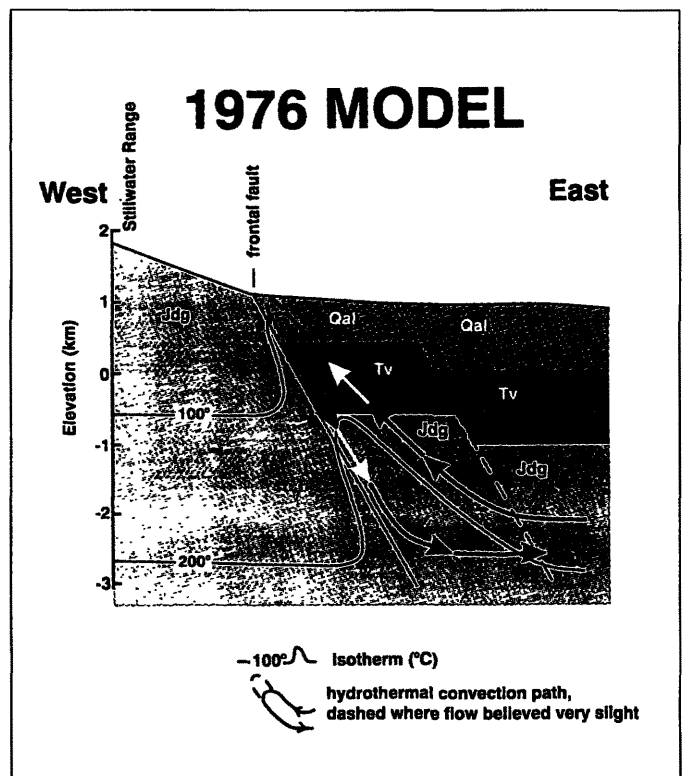 1976 MODEL
West
Stillwater Range
frontal fault
East
2
1
0
-1
-2
-3
Elevation (km)
Jdg
Qal
Qal
Tv
Tv
100°
Jdg
Jdg
200°
-100° isotherm (°C)
hydrothermal convection path,
dashed where flow believed very slight